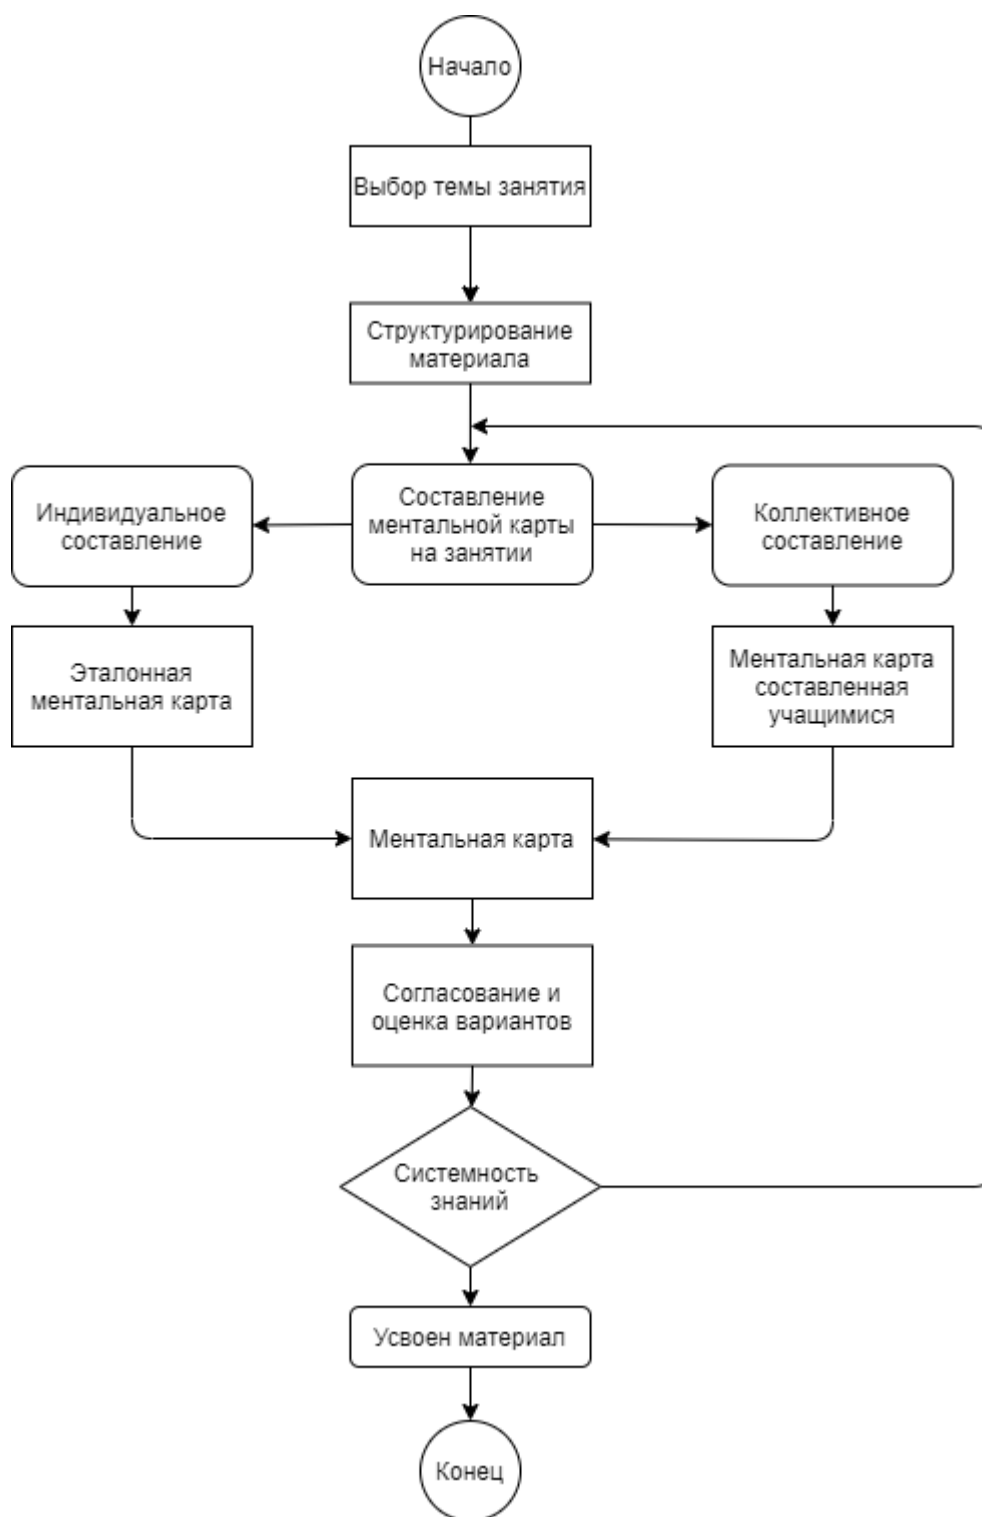 Начало
Выбор темы занятия
Структурирование
материала
Индивидуальное
составление
Составление
ментальной карты
на занятии
Коллективное
составление
Эталонная
ментальная карта
Ментальная карта
составленная
учащимися
Ментальная карта
Согласование и
оценка вариантов
Системность
знаний
Усвоен материал
Конец